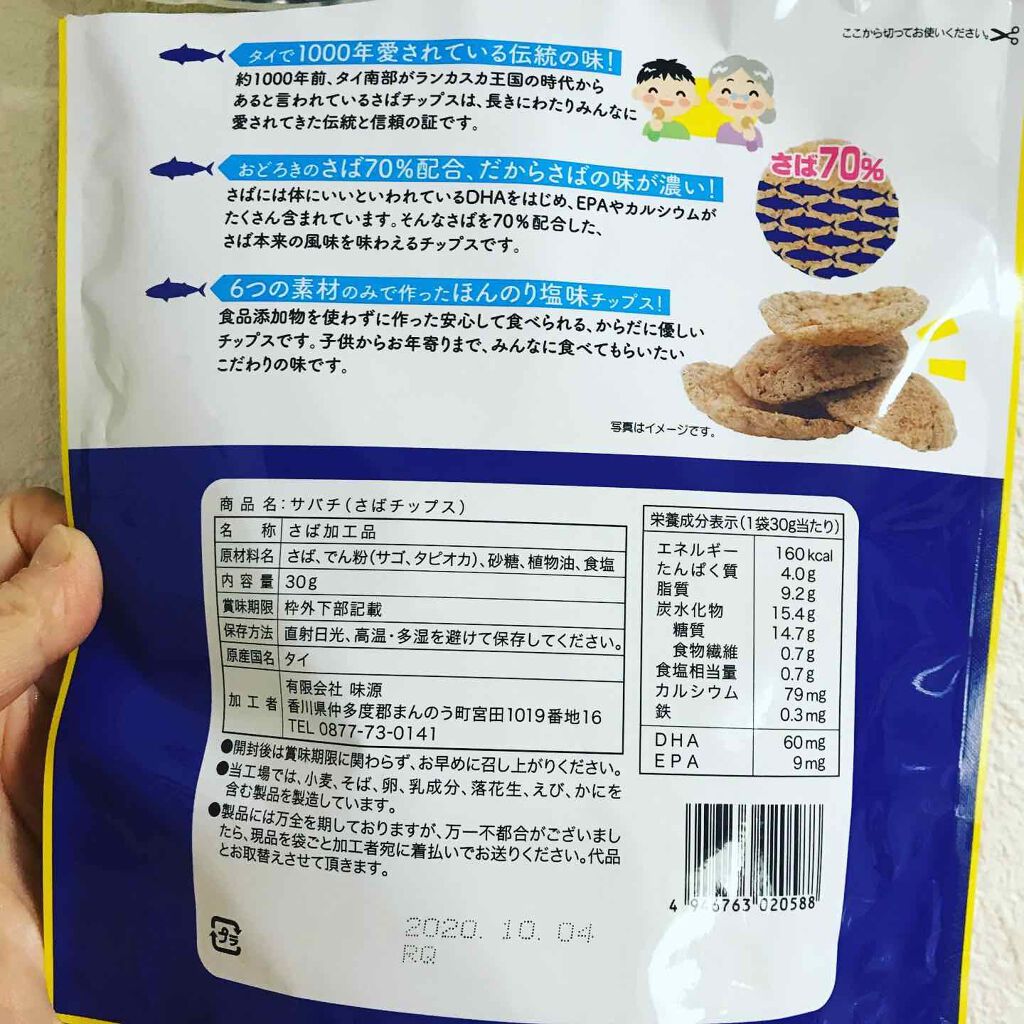 ここから切ってお使いください。
タイで1000年愛されている伝統の味!
約1000年前、タイ南部がランカスカ王国の時代から
あると言われているさばチップスは、長きにわたりみんなに
愛されてきた伝統と信頼の証です。
おどろきのさば70%配合、だからさばの味が濃い!
さばには体にいいといわれているDHAをはじめ、EPAやカルシウムが
たくさん含まれています。そんなさばを70%配合した、
さば本来の風味を味わえるチップスです。
さば70%
6つの素材のみで作ったほんのり塩味チップス!
食品添加物を使わずに作った安心して食べられる、からだに優しい
チップスです。子供からお年寄りまで、みんなに食べてもらいたい
こだわりの味です。
写真はイメージです。
商品名:サバチ(さばチップス)
名称 さば加工品
原材料名 さば、でん粉(サゴ、タピオカ)、砂糖、植物油、食塩
内容量 30g
賞味期限 枠外下部記載
保存方法 直射日光、高温・多湿を避けて保存してください。
原産国名 タイ
加工者 有限会社 味源
香川県仲多度郡まんのう町宮田1019番地16
TEL 0877-73-0141
●開封後は賞味期限に関わらず、お早めに召し上がりください。
●当工場では、小麦、そば、卵、乳成分、落花生、えび、かにを
含む製品を製造しています。
●製品には万全を期しておりますが、万一不都合がございまし
たら、現品を袋ごと加工者宛に着払いでお送りください。代品
とお取替えさせて頂きます。
栄養成分表示(1袋30g当たり)
エネルギー 160kcal
たんぱく質 4.0g
脂質 9.2g
炭水化物 15.4g
糖質 14.7g
食物繊維 0.7g
食塩相当量 0.7g
カルシウム 79mg
鉄 0.3mg
DHA 60mg
EPA 9mg
4 946763 020588
プラ
2020. 10. 04
RQ